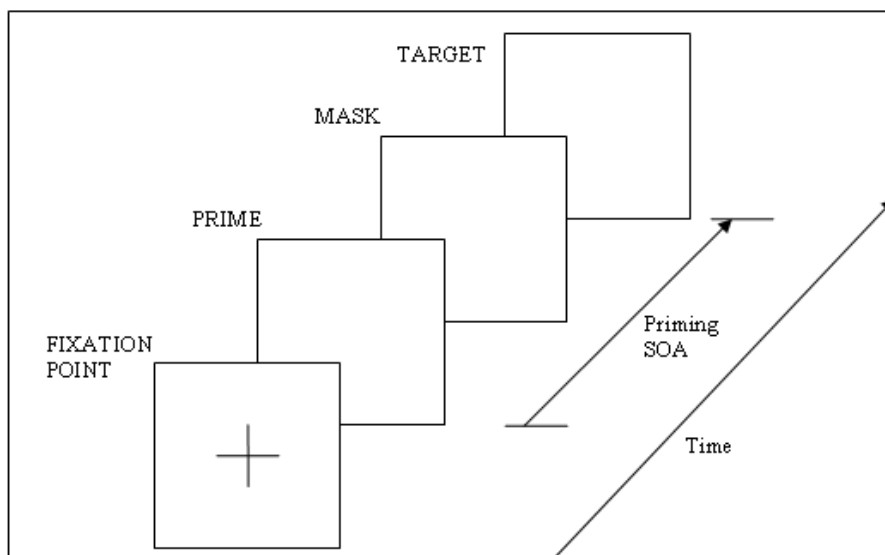 TARGET
MASK
PRIME
FIXATION
POINT
Priming
SOA
Time